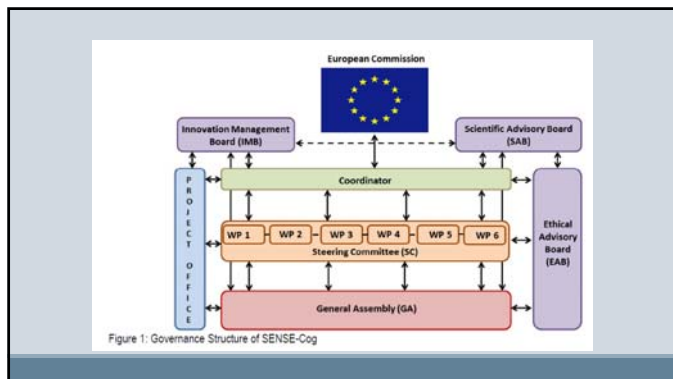 European Commission
Innovation Management
Board (IMB)
Scientific Advisory Board
(SAB)
PROJECT OFFICE
Coordinator
WP 1
WP 2
WP 3
WP 4
WP 5
WP 6
Steering Committee (SC)
Ethical
Advisory
Board
(EAB)
General Assembly (GA)
Figure 1: Governance Structure of SENSE-Cog